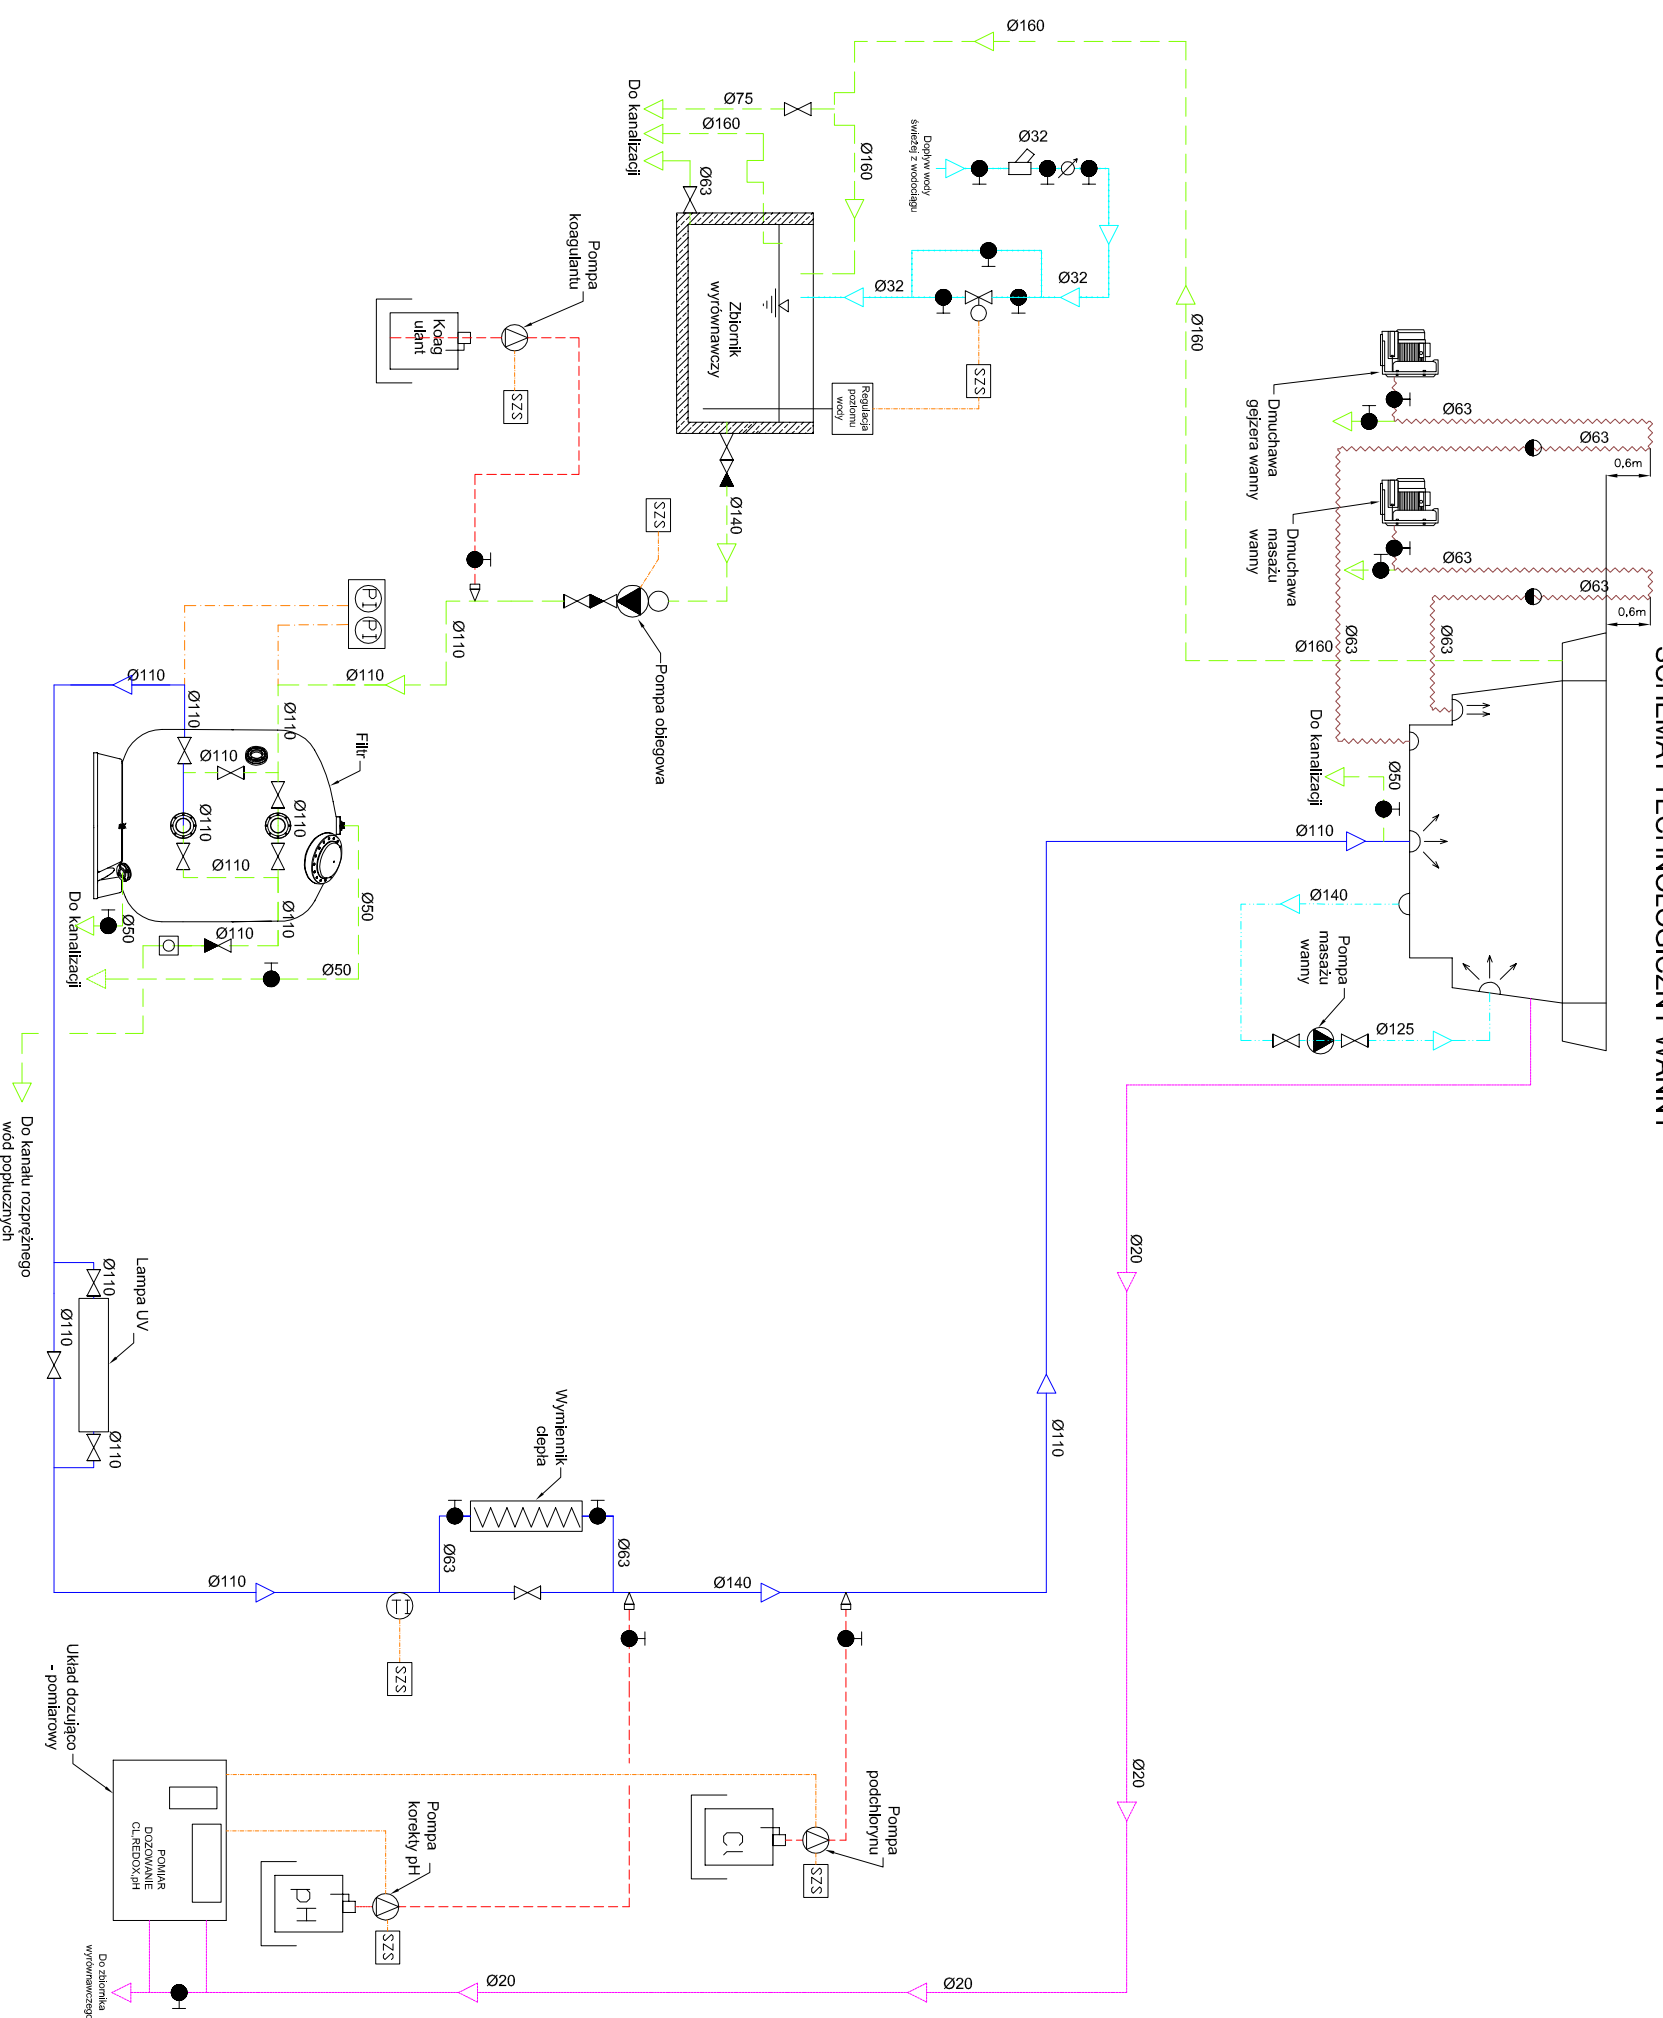 SCHEMAT TECHNOLOGICZNY WANNY
Ø160
Do kanalizacji
Ø75
Ø160
Ø63
Ø160
Dopływ wody
świeżej z wodociągu
Ø32
Ø32
Ø32
Ø160
Zbiornik
wyrównawczy
Regulacja
poziomu
wody
SZS
Dmuchawa
gejzera wanny
Ø63
Ø63
0,6m
Dmuchawa
masażu
wanny
Ø63
Ø63
0,6m
Ø63
Ø63
Ø160
Pompa
koagulantu
Koag
ulant
SZS
Ø140
SZS
Pompa obiegowa
Ø110
Ø110
PI
PI
Ø110
Ø110
Ø110
Filtr
Ø110
Ø110
Ø110
Ø110
Ø110
Ø110
Ø50
Ø50
Ø50
Do kanalizacji
Do kanału rozprężnego
wód popłucznych
Do kanalizacji
Ø50
Ø110
Ø140
Pompa
masażu
wanny
Ø125
Ø20
Ø110
Lampa UV
Ø110
Ø110
Ø110
Wymiennik
ciepła
Ø63
Ø63
Ø110
TI
SZS
Ø140
Ø20
Układ dozująco
- pomiarowy
POMIAR
DOZOWANIE
CL,REDOX,pH
Pompa
korekty pH
pH
SZS
Pompa
podchlorynu
CL
SZS
Do zbiornika
wyrównawczego
Ø20
Ø20